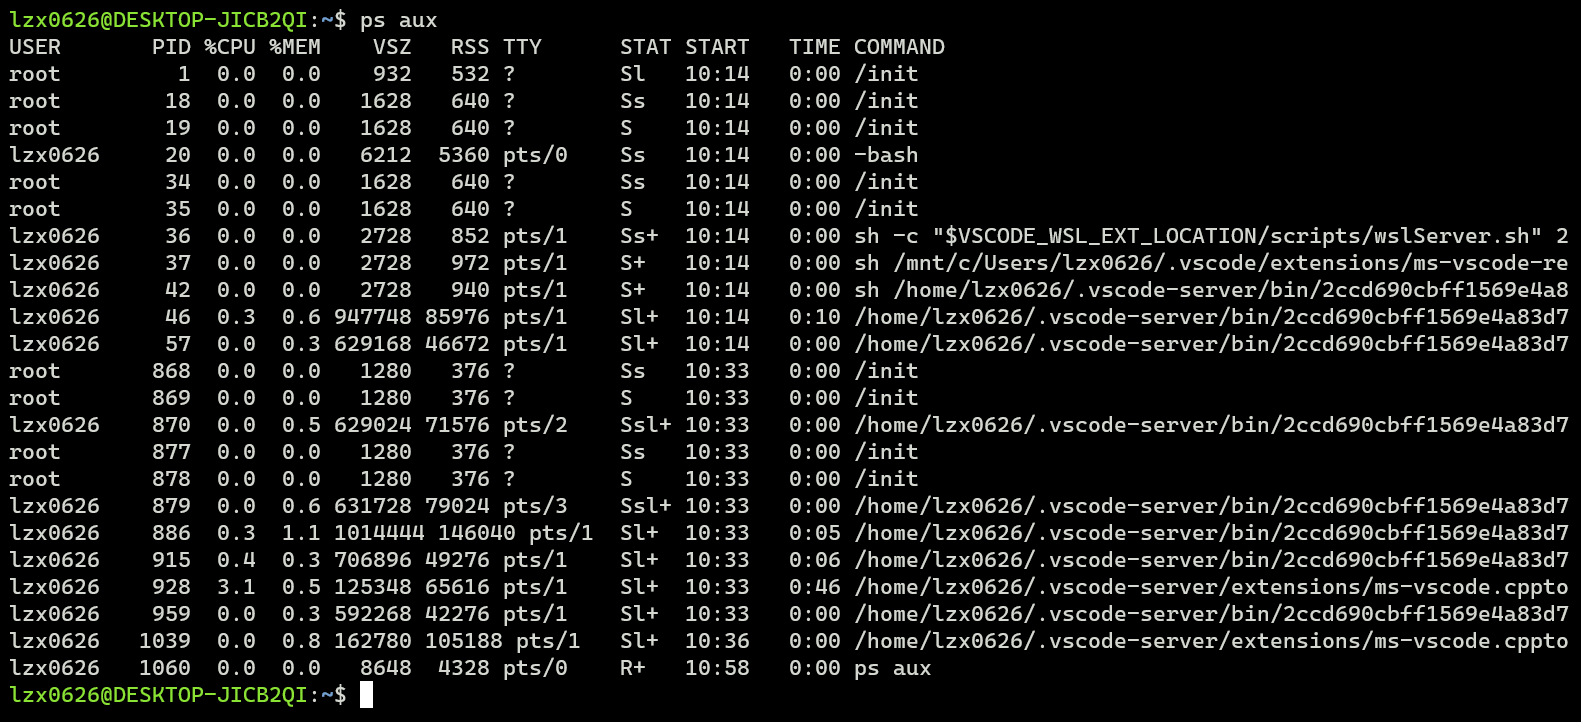 lzx0626@DESKTOP-JICB2QI:~$ ps aux
USER       PID %CPU %MEM    VSZ   RSS TTY      STAT START   TIME COMMAND
root         1  0.0  0.0    932   532 ?        Sl   10:14   0:00 /init
root        18  0.0  0.0   1628   640 ?        Ss   10:14   0:00 /init
root        19  0.0  0.0   1628   640 ?        S    10:14   0:00 /init
lzx0626     20  0.0  0.0   6212  5360 pts/0    Ss   10:14   0:00 -bash
root        34  0.0  0.0   1628   640 ?        Ss   10:14   0:00 /init
root        35  0.0  0.0   1628   640 ?        S    10:14   0:00 /init
lzx0626     36  0.0  0.0   2728   852 pts/1    Ss+  10:14   0:00 sh -c "$VSCODE_WSL_EXT_LOCATION/scripts/wslServer.sh" 2
lzx0626     37  0.0  0.0   2728   972 pts/1    S+   10:14   0:00 sh /mnt/c/Users/lzx0626/.vscode/extensions/ms-vscode-re
lzx0626     42  0.0  0.0   2728   940 pts/1    S+   10:14   0:00 sh /home/lzx0626/.vscode-server/bin/2ccd690cbff1569e4a8
lzx0626     46  0.3  0.6 947748 85976 pts/1    Sl+  10:14   0:10 /home/lzx0626/.vscode-server/bin/2ccd690cbff1569e4a83d7
lzx0626     57  0.0  0.3 629168 46672 pts/1    Sl+  10:14   0:00 /home/lzx0626/.vscode-server/bin/2ccd690cbff1569e4a83d7
root       868  0.0  0.0   1280   376 ?        Ss   10:33   0:00 /init
root       869  0.0  0.0   1280   376 ?        S    10:33   0:00 /init
lzx0626    870  0.0  0.5 629024 71576 pts/2    Ssl+ 10:33   0:00 /home/lzx0626/.vscode-server/bin/2ccd690cbff1569e4a83d7
root       877  0.0  0.0   1280   376 ?        Ss   10:33   0:00 /init
root       878  0.0  0.0   1280   376 ?        S    10:33   0:00 /init
lzx0626    879  0.0  0.6 631728 79024 pts/3    Ssl+ 10:33   0:00 /home/lzx0626/.vscode-server/bin/2ccd690cbff1569e4a83d7
lzx0626    886  0.3  1.1 1014444 146040 pts/1  Sl+  10:33   0:05 /home/lzx0626/.vscode-server/bin/2ccd690cbff1569e4a83d7
lzx0626    915  0.4  0.3 706896 49276 pts/1    Sl+  10:33   0:06 /home/lzx0626/.vscode-server/bin/2ccd690cbff1569e4a83d7
lzx0626    928  3.1  0.5 125348 65616 pts/1    Sl+  10:33   0:46 /home/lzx0626/.vscode-server/extensions/ms-vscode.cppto
lzx0626    959  0.0  0.3 592268 42276 pts/1    Sl+  10:33   0:00 /home/lzx0626/.vscode-server/bin/2ccd690cbff1569e4a83d7
lzx0626   1039  0.0  0.8 162780 105188 pts/1   Sl+  10:36   0:00 /home/lzx0626/.vscode-server/extensions/ms-vscode.cppto
lzx0626   1060  0.0  0.0   8648  4328 pts/0    R+   10:58   0:00 ps aux
lzx0626@DESKTOP-JICB2QI:~$